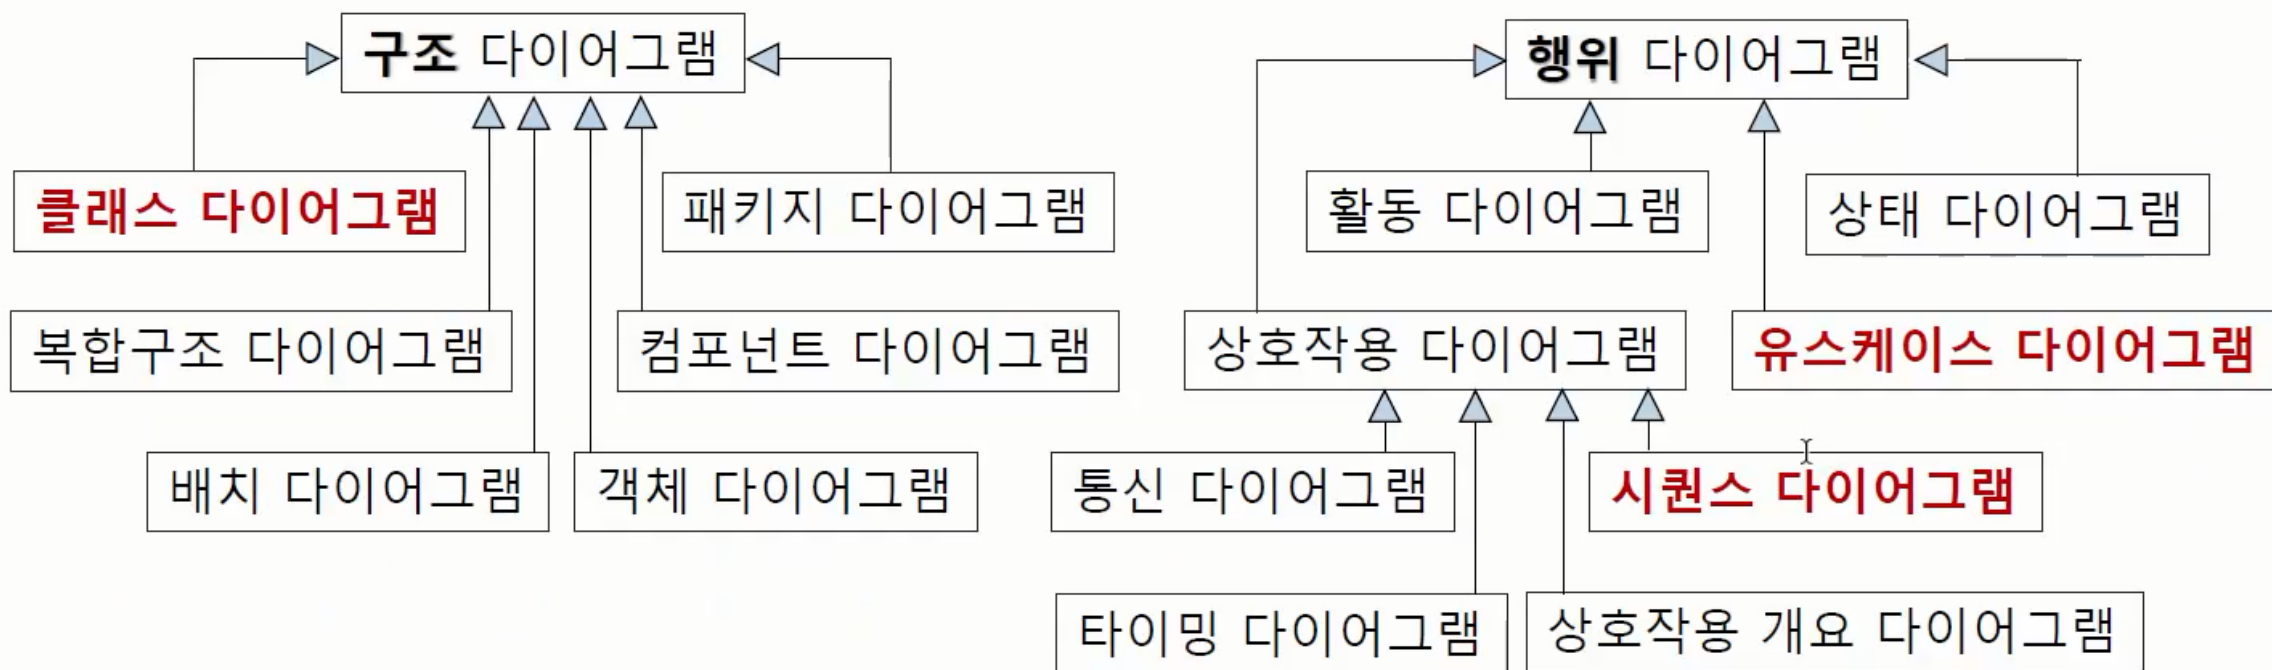 구조 다이어그램
행위 다이어그램
클래스 다이어그램
패키지 다이어그램
활동 다이어그램
상태 다이어그램
복합구조 다이어그램
컴포넌트 다이어그램
상호작용 다이어그램
유스케이스 다이어그램
배치 다이어그램
객체 다이어그램
통신 다이어그램
시퀀스 다이어그램
타이밍 다이어그램
상호작용 개요 다이어그램